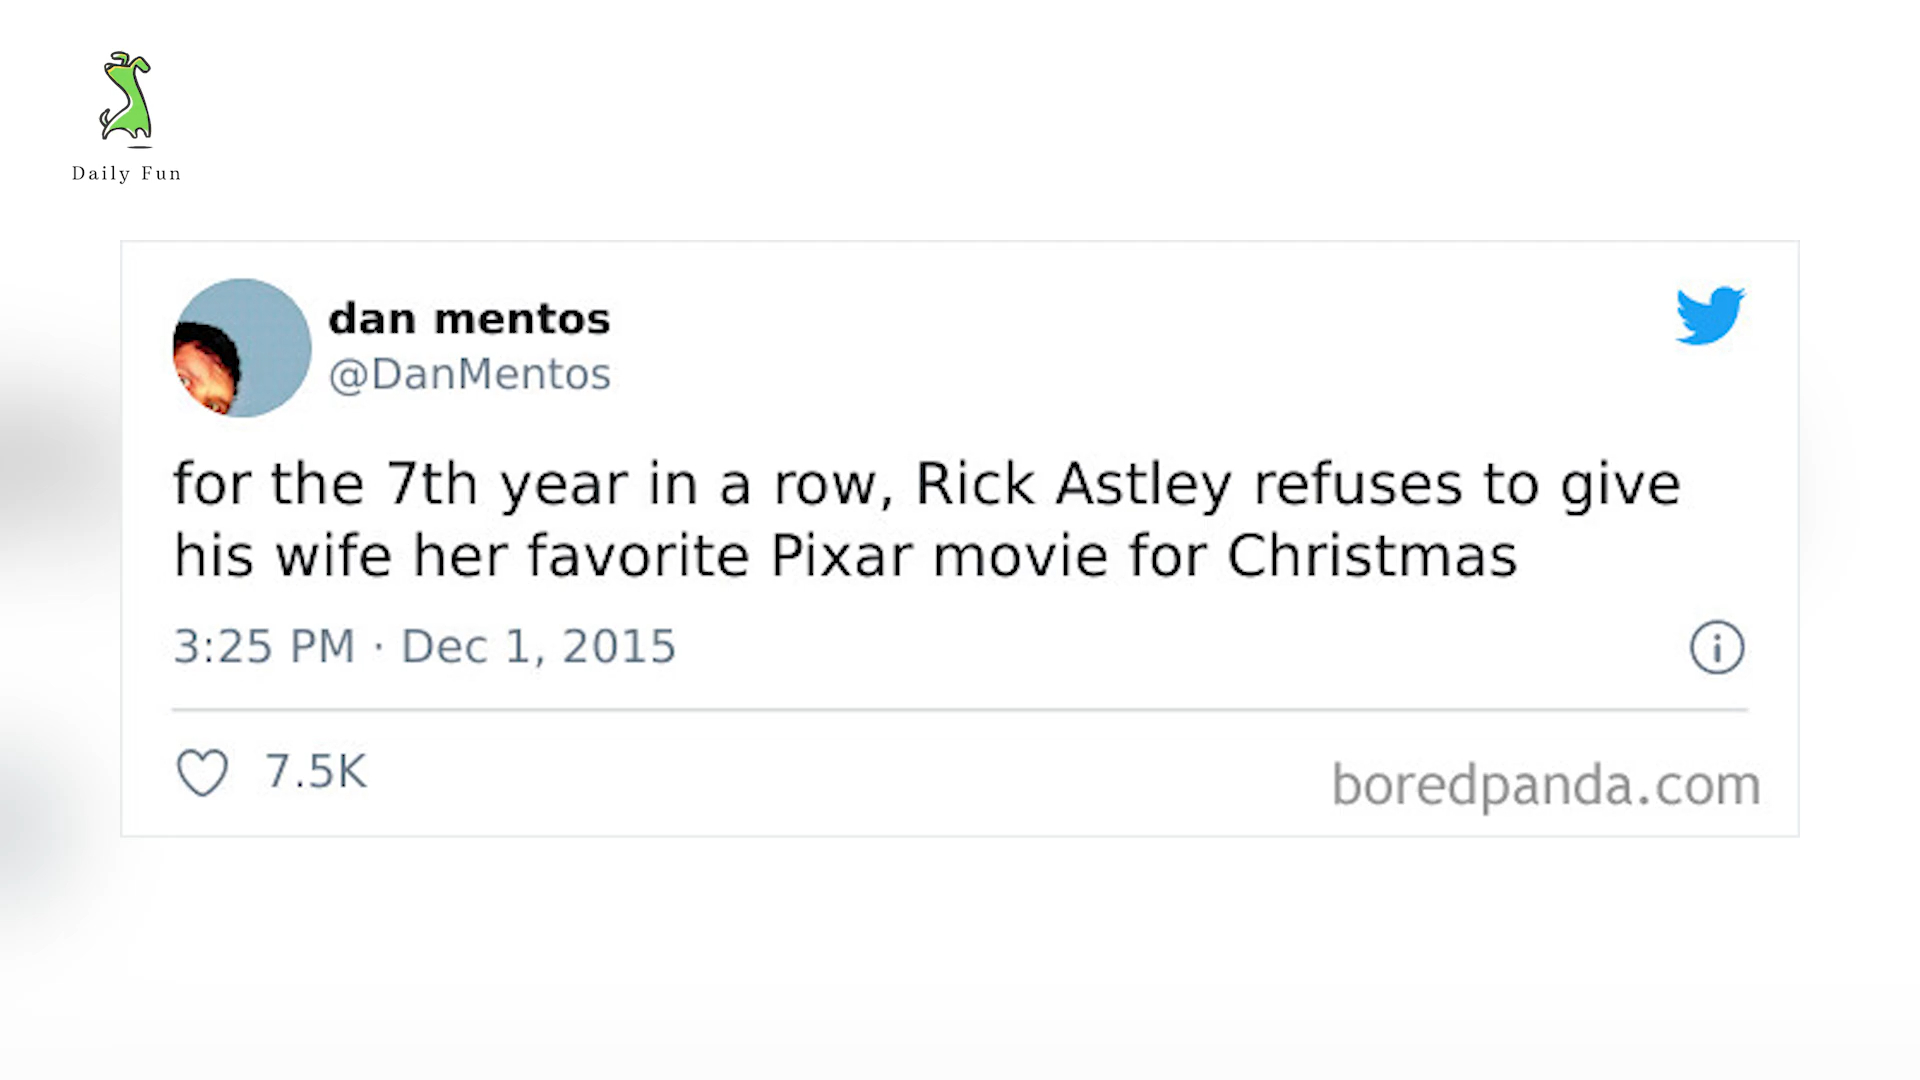 Daily Fun
dan mentos
@DanMentos
for the 7th year in a row, Rick Astley refuses to give
his wife her favorite Pixar movie for Christmas
3:25 PM · Dec 1, 2015
7.5K
boredpanda.com